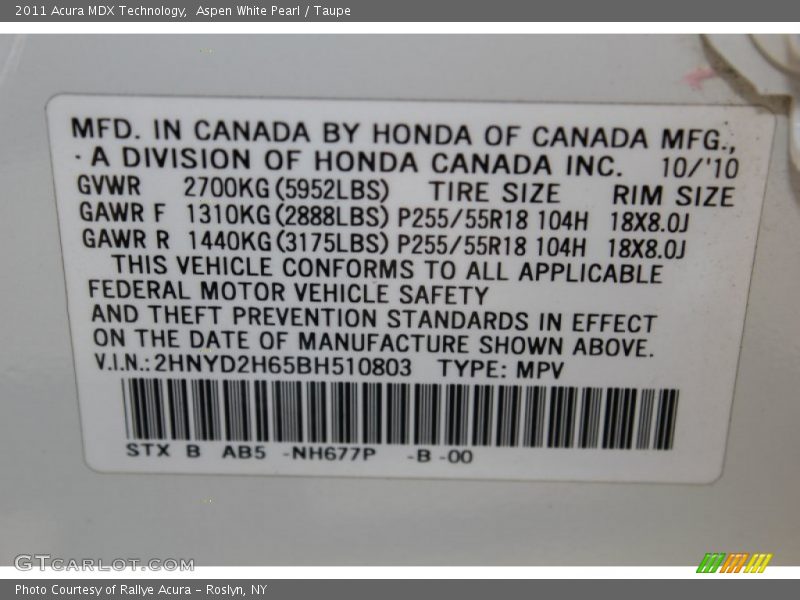 2011 Acura MDX Technology, Aspen White Pearl / Taupe
MFD. IN CANADA BY HONDA OF CANADA MFG.,
A DIVISION OF HONDA CANADA INC. 10/'10
GVWR 2700KG(5952LBS) TIRE SIZE RIM SIZE
GAWR F 1310KG(2888LBS) P255/55R18 104H 18X8.0J
GAWR R 1440KG(3175LBS) P255/55R18 104H 18X8.0J
THIS VEHICLE CONFORMS TO ALL APPLICABLE
FEDERAL MOTOR VEHICLE SAFETY
AND THEFT PREVENTION STANDARDS IN EFFECT
ON THE DATE OF MANUFACTURE SHOWN ABOVE.
V.I.N.: 2HNYD2H65BH510803 TYPE: MPV
STX B AB5 -NH677P -B -00
GTCARLOT.COM
Photo Courtesy of Rallye Acura - Roslyn, NY